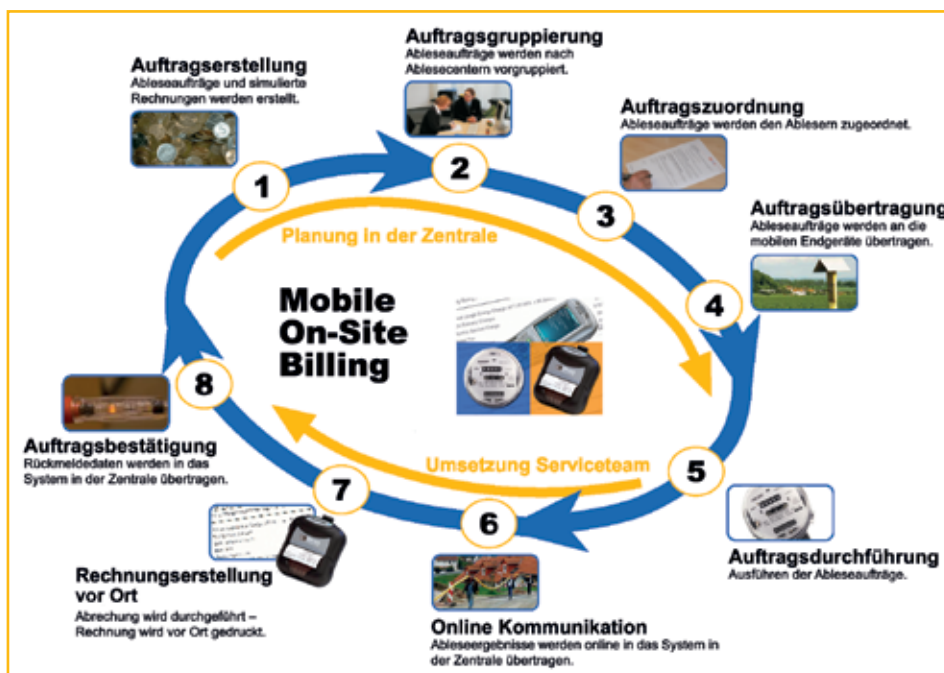 Auftragserstellung
Ableseaufträge und simulierte
Rechnungen werden erstellt.
1
Auftragsgruppierung
Ableseaufträge werden nach
Ablesecentern vorgruppiert.
2
Auftragszuordnung
Ableseaufträge werden den Ablesern zugeordnet.
3
Auftragsübertragung
Ableseaufträge werden an die
mobilen Endgeräte übertragen.
4
Planung in der Zentrale
Mobile
On-Site
Billing
Umsetzung Serviceteam
5
Auftragsdurchführung
Ausführen der Ableseaufträge.
6
Online Kommunikation
Ableseergebnisse werden online in das System in
der Zentrale übertragen.
7
Rechnungserstellung
vor Ort
Abrechung wird durchgeführt –
Rechnung wird vor Ort gedruckt.
8
Auftragsbestätigung
Rückmeldedaten werden in das
System in der Zentrale übertragen.